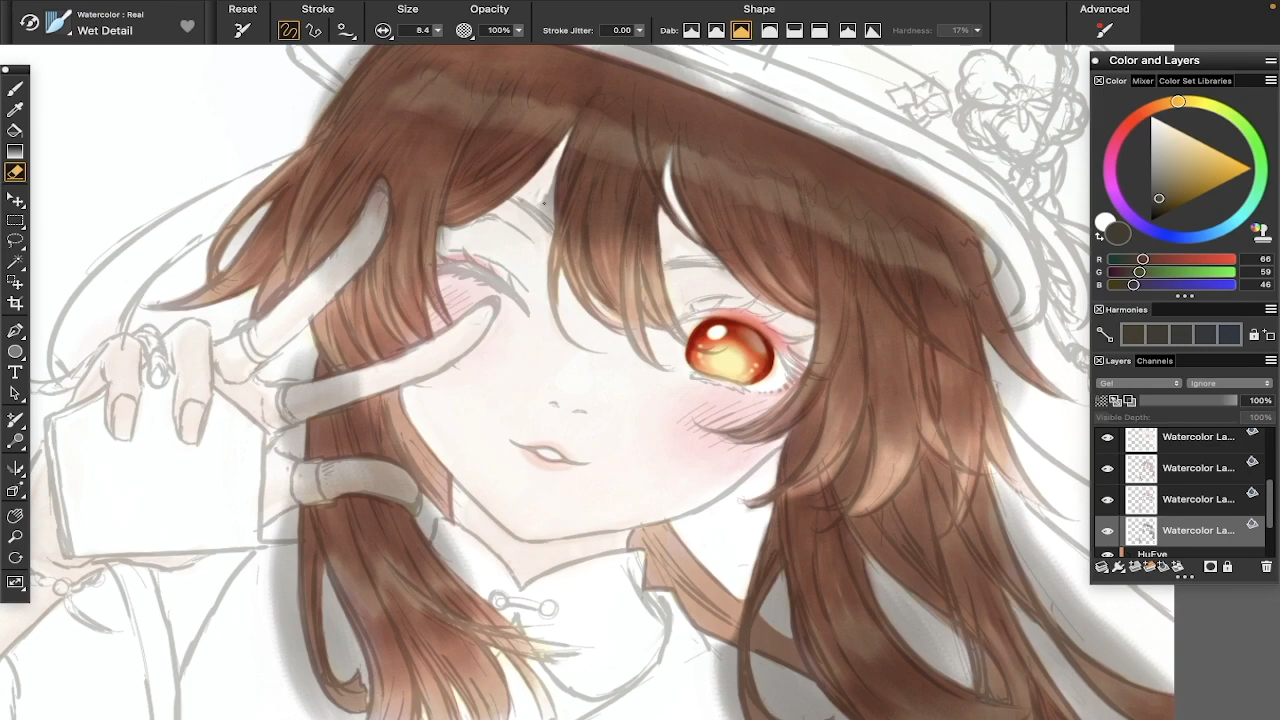 Watercolor : Real
Wet Detail
Reset
Stroke
Size
Opacity
Shape
Advanced
8.4
100%
Stroke Jitter: 0.00
Dab:
Hardness: 17%
Color and Layers
Color Mixer Color Set Libraries
R 66
G 59
B 46
Harmonies
Layers Channels
Gel Ignore
100%
Visible Depth: 100%
Watercolor La...
Watercolor La...
Watercolor La...
Watercolor La...
HuEye
T